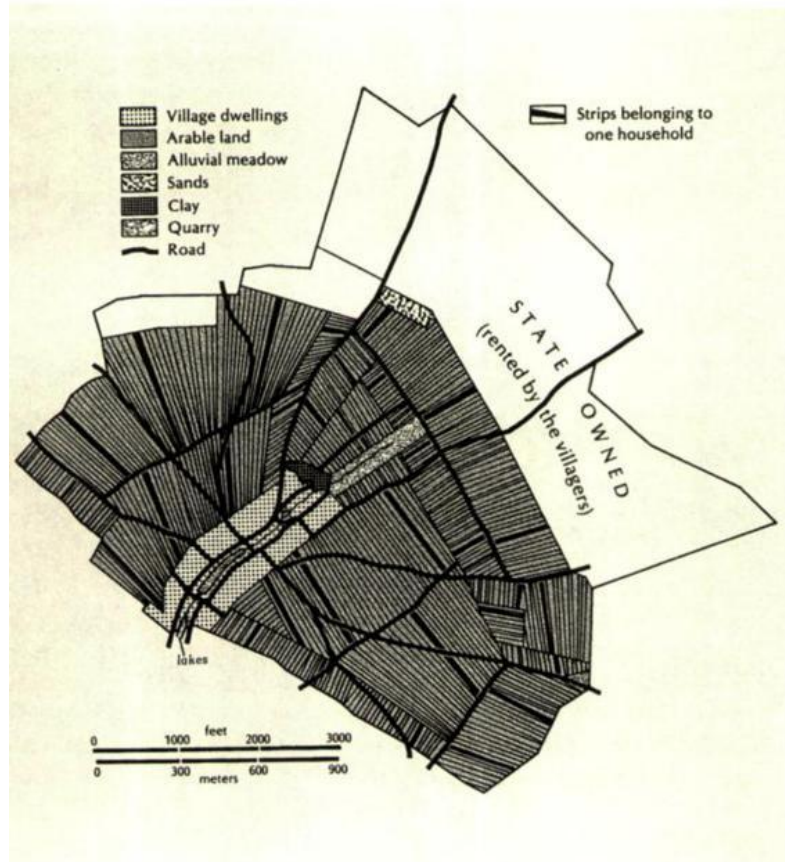 Village dwellings
Arable land
Alluvial meadow
Sands
Clay
Quarry
Road
Strips belonging to
one household
STATE OWNED
(rented by the villagers)
lakes
feet
0 1000 2000 3000
0 300 600 900
meters